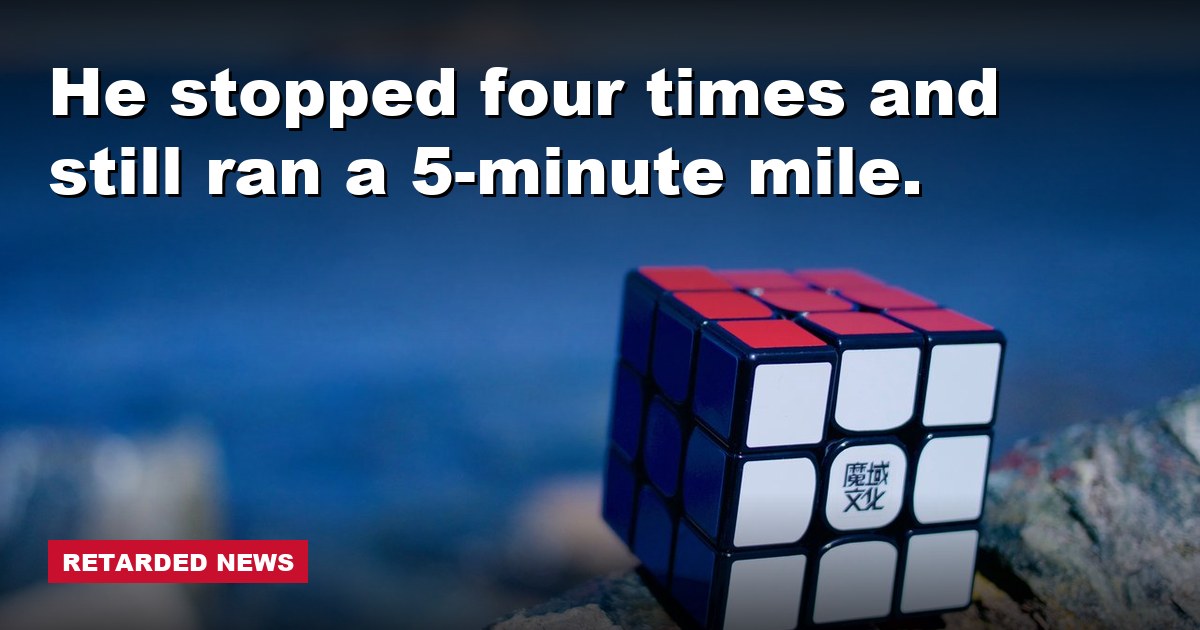 He stopped four times and
still ran a 5-minute mile.
魔域
文化
RETARDED NEWS